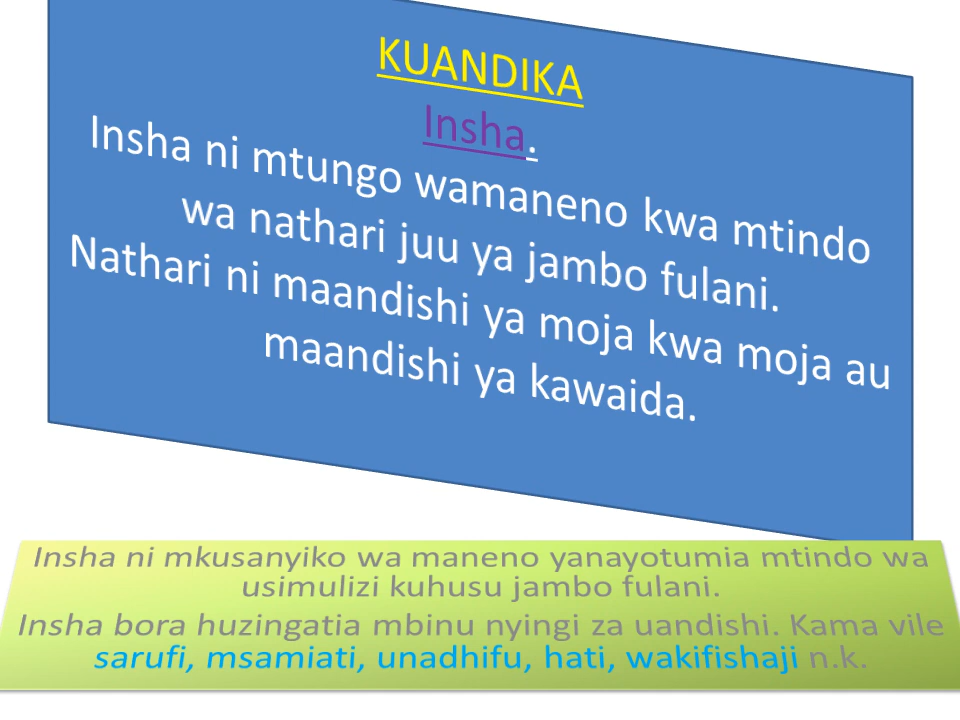 KUANDIKA
Insha.
Insha ni mtungo wamaneno kwa mtindo
wa nathari juu ya jambo fulani.
Nathari ni maandishi ya moja kwa moja au
maandishi ya kawaida.
Insha ni mkusanyiko wa maneno yanayotumia mtindo wa
usimulizi kuhusu jambo fulani.
Insha bora huzingatia mbinu nyingi za uandishi. Kama vile
sarufi, msamiati, unadhifu, hati, wakifishaji n.k.